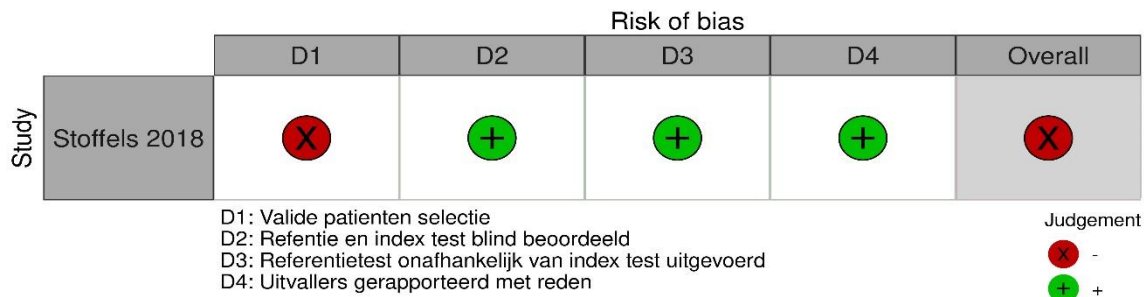 Risk of bias
D1 D2 D3 D4 Overall
Study
Stoffels 2018 X + + + X
D1: Valide patienten selectie
D2: Refentie en index test blind beoordeeld
D3: Referentietest onafhankelijk van index test uitgevoerd
D4: Uitvallers gerapporteerd met reden
Judgement
X -
+ +